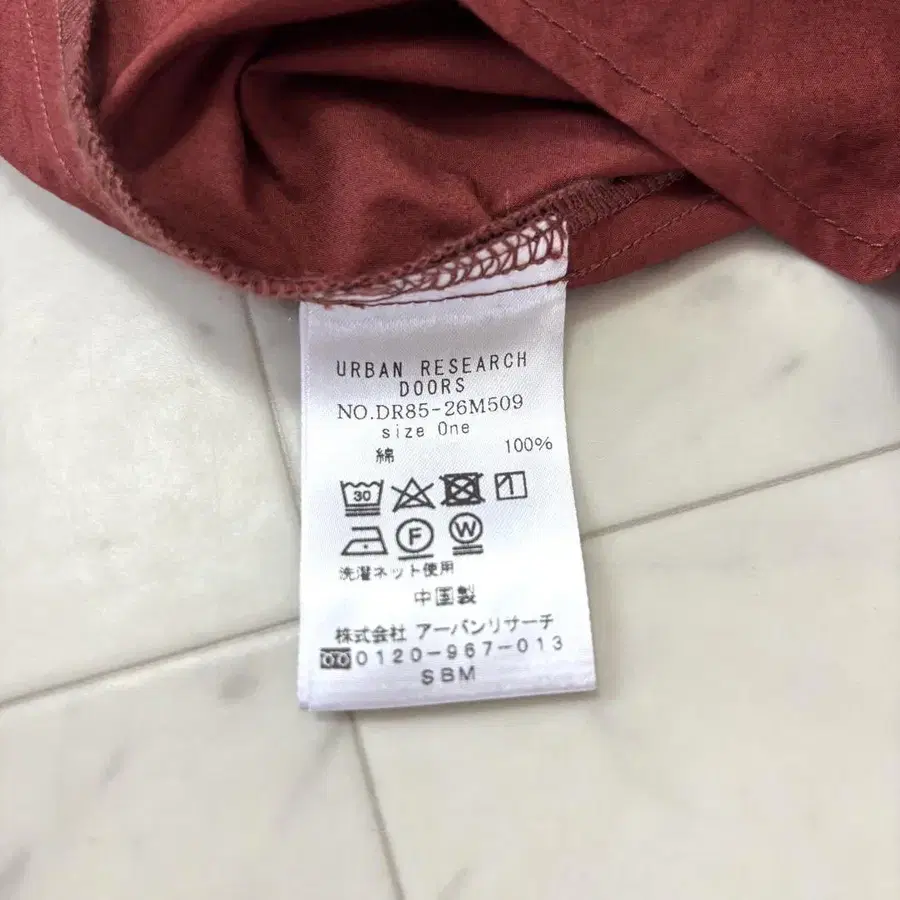 URBAN RESEARCH
DOORS
NO.DR85-26M509
size One
綿 100%
30
F W
洗濯ネット使用
中国製
株式会社 アーバンリサーチ
0120-967-013
SBM